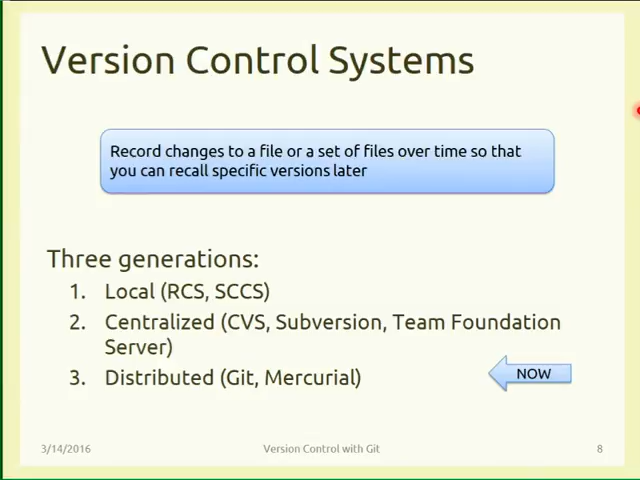 Version Control Systems
Record changes to a file or a set of files over time so that
you can recall specific versions later
Three generations:
1. Local (RCS, SCCS)
2. Centralized (CVS, Subversion, Team Foundation
Server)
3. Distributed (Git, Mercurial)
NOW
3/14/2016
Version Control with Git
8